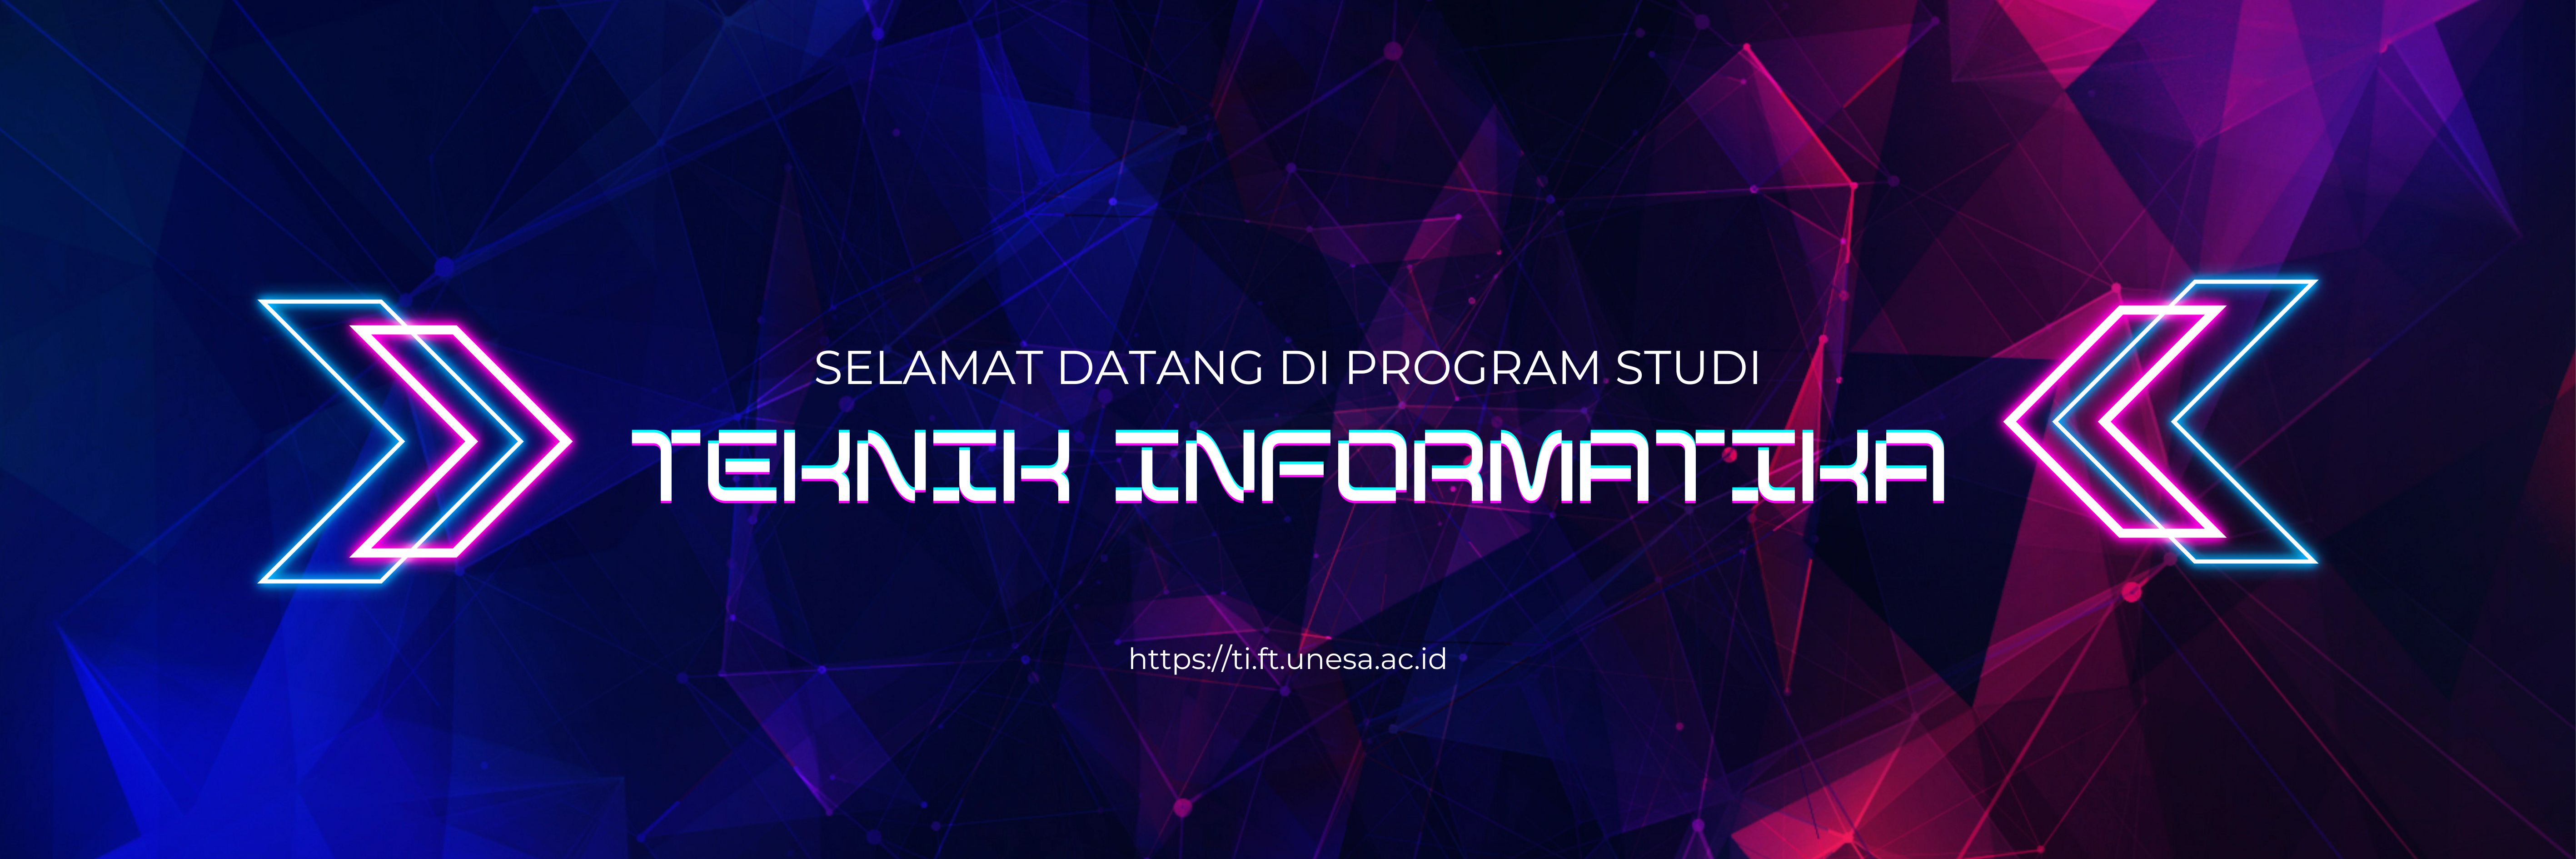 SELAMAT DATANG DI PROGRAM STUDI
TEKNIK INFORMATIKA
https://ti.ft.unesa.ac.id